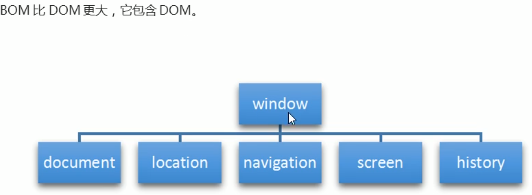 BOM 比 DOM 更大，它包含 DOM。
window
document location navigation screen history